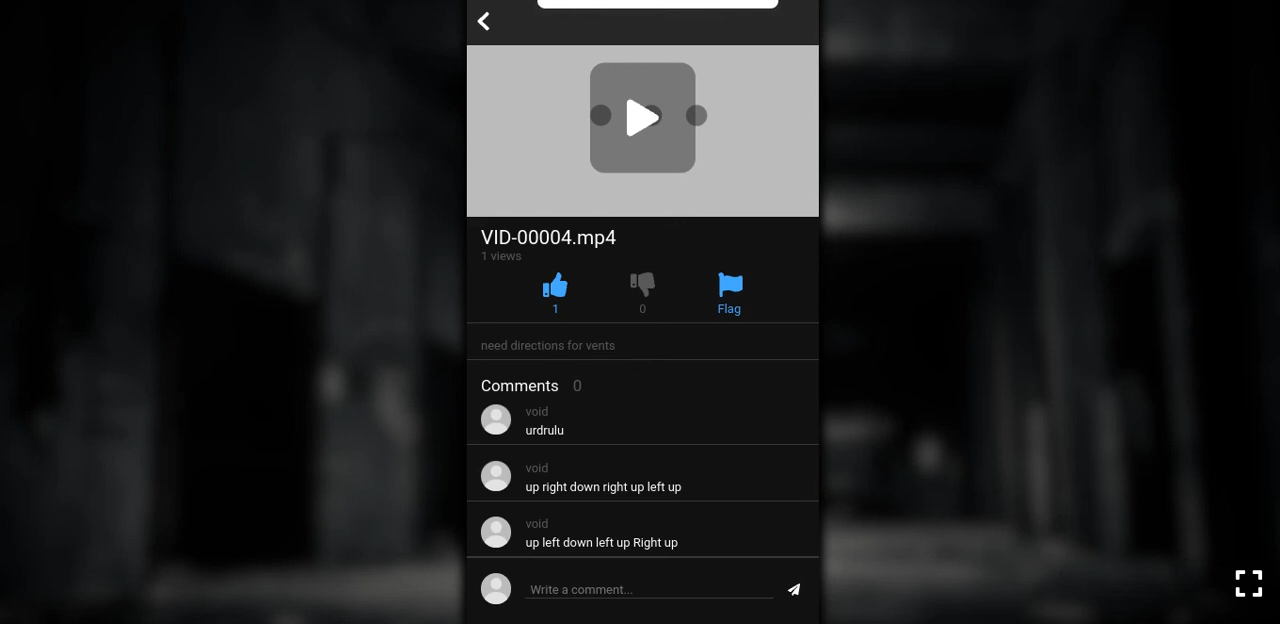 VID-00004.mp4
1 views
1
0
Flag
need directions for vents
Comments 0
void
urdrulu
void
up right down right up left up
void
up left down left up Right up
Write a comment...